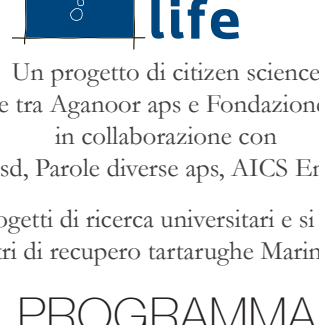 life
Un progetto di citizen science
e tra Aganoor aps e Fondazione
in collaborazione con
sd, Parole diverse aps, AICS Em
ogetti di ricerca universitari e si
tri di recupero tartarughe Marin
PROGRAMMA